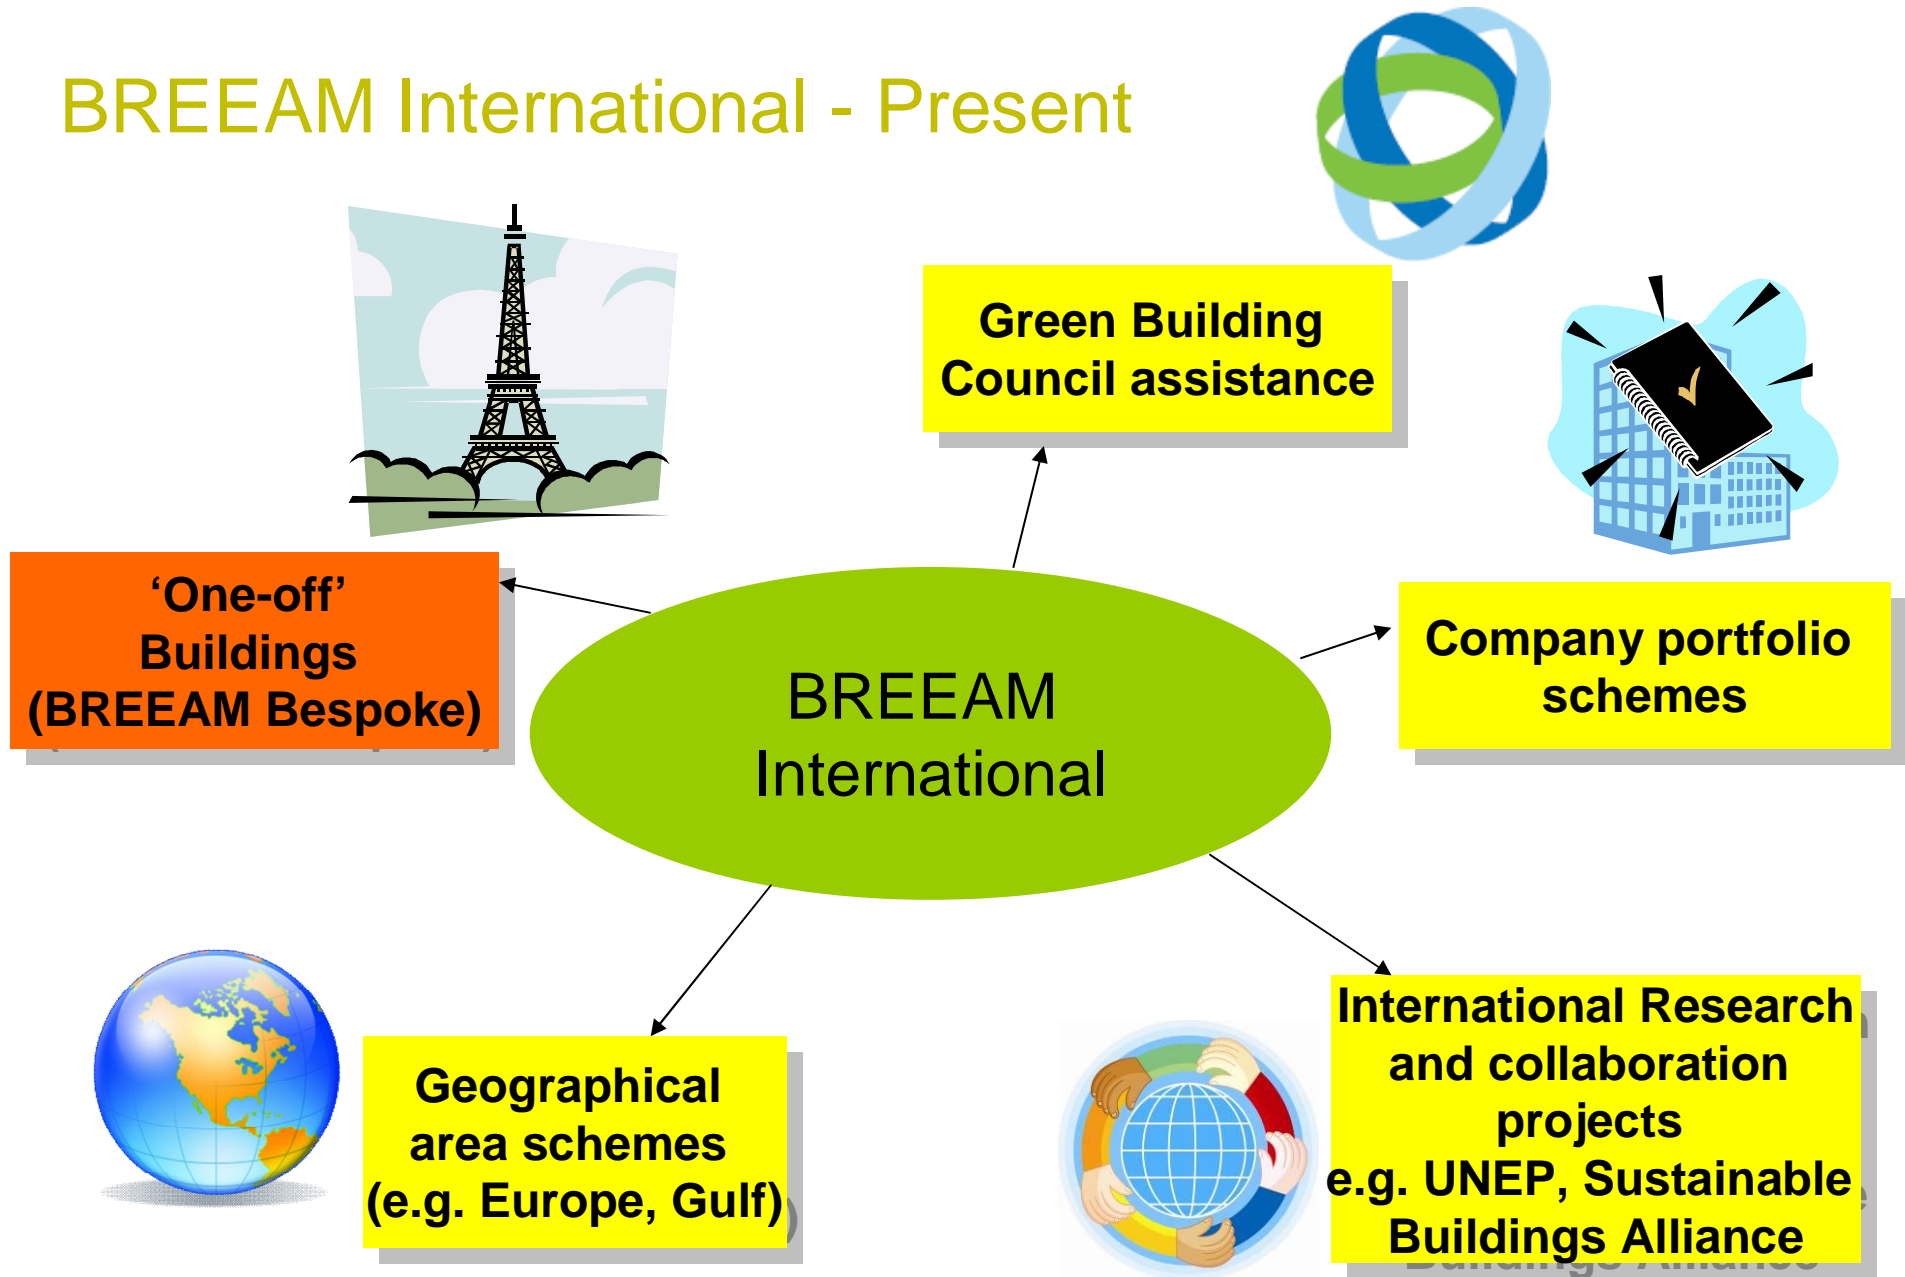 BREEAM International - Present
Green Building
Council assistance
‘One-off’
Buildings
(BREEAM Bespoke)
Company portfolio
schemes
BREEAM
International
Geographical
area schemes
(e.g. Europe, Gulf)
International Research
and collaboration
projects
e.g. UNEP, Sustainable
Buildings Alliance